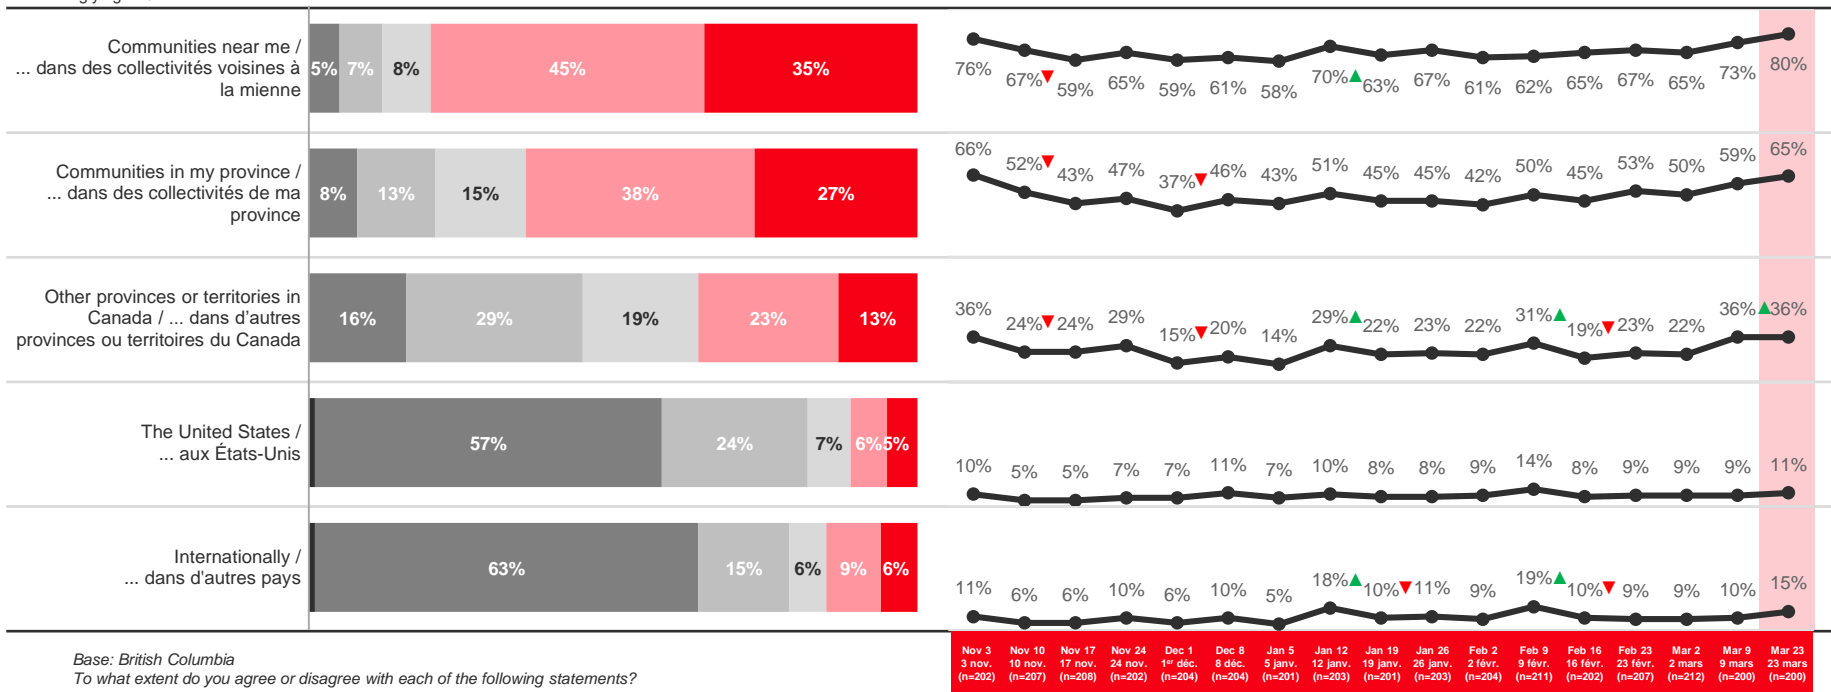 Communities near me /
... dans des collectivités voisines à
la mienne
5% 7% 8% 45% 35%
76% 67% 59% 65% 59% 61% 58% 70% 63% 67% 61% 62% 65% 67% 65% 73% 80%
Communities in my province /
... dans des collectivités de ma
province
8% 13% 15% 38% 27%
66% 52% 43% 47% 37% 46% 43% 51% 45% 45% 42% 50% 45% 53% 50% 59% 65%
Other provinces or territories in
Canada / ... dans d'autres
provinces ou territoires du Canada
16% 29% 19% 23% 13%
36% 24% 24% 29% 15% 20% 14% 29% 22% 23% 22% 31% 19% 23% 22% 36% 36%
The United States /
... aux États-Unis
57% 24% 7% 6% 5%
10% 5% 5% 7% 7% 11% 7% 10% 8% 8% 9% 14% 8% 9% 9% 9% 11%
Internationally /
... dans d'autres pays
63% 15% 6% 9% 6%
11% 6% 6% 10% 6% 10% 5% 18% 10% 11% 9% 19% 10% 9% 9% 10% 15%
Nov 3 Nov 10 Nov 17 Nov 24 Dec 1 Dec 8 Jan 5 Jan 12 Jan 19 Jan 26 Feb 2 Feb 9 Feb 16 Feb 23 Mar 2 Mar 9 Mar 23
3 nov. 10 nov. 17 nov. 24 nov. 1er déc. 8 déc. 5 janv. 12 janv. 19 janv. 26 janv. 2 févr. 9 févr. 16 févr. 23 févr. 2 mars 9 mars 23 mars
(n=202) (n=207) (n=208) (n=202) (n=204) (n=204) (n=201) (n=203) (n=201) (n=203) (n=204) (n=211) (n=202) (n=207) (n=212) (n=200) (n=200)
Base: British Columbia
To what extent do you agree or disagree with each of the following statements?